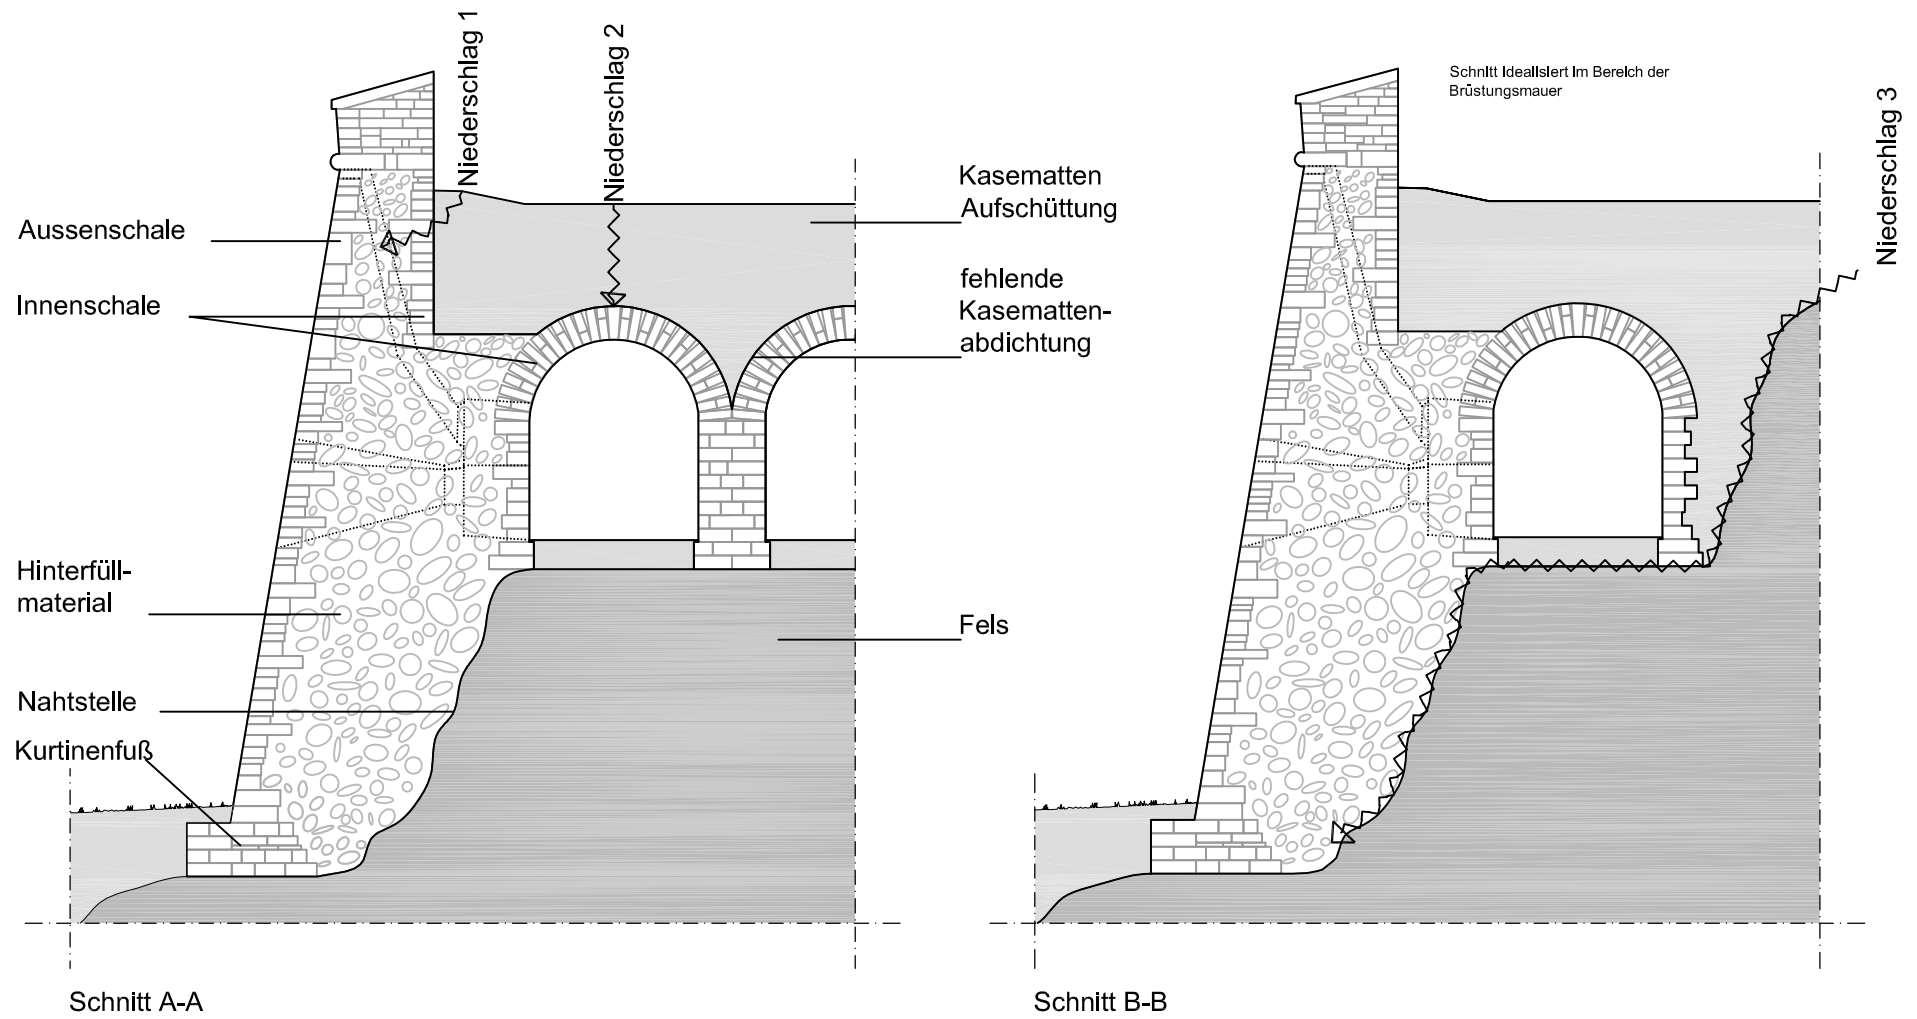 Niederschlag 1
Niederschlag 2
Schnitt Idealisiert Im Bereich der
Brüstungsmauer
Niederschlag 3
Kasematten
Aufschüttung
Aussenschale
fehlende
Kasematten-
abdichtung
Innenschale
Hinterfüll-
material
Fels
Nahtstelle
Kurtinenfuß
Schnitt A-A
Schnitt B-B